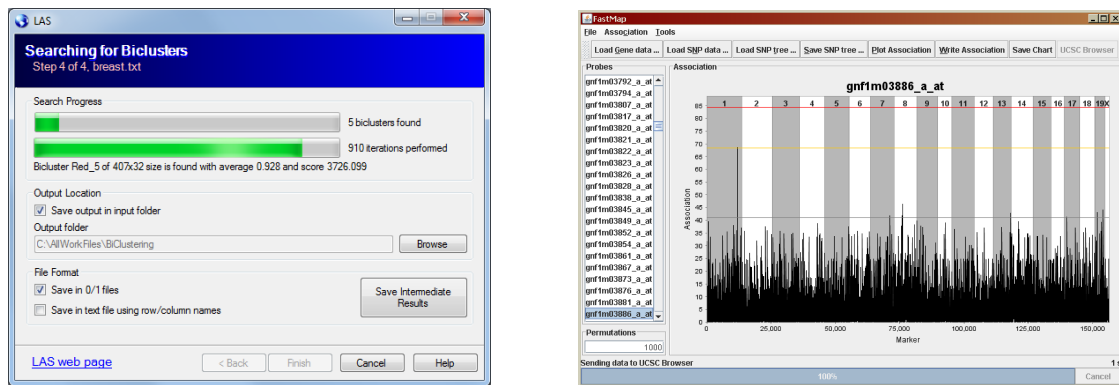 LAS
Searching for Biclusters
Step 4 of 4, breast.txt
Search Progress
5 biclusters found
910 iterations performed
Bicluster Red_5 of 407x32 size is found with average 0.928 and score 3726.099
Output Location
Save output in input folder
Output folder
C:\AllWorkFiles\BiClustering
Browse
File Format
Save in 0/1 files
Save in text file using row/column names
Save Intermediate
Results
LAS web page
< Back
Finish
Cancel
Help
FastMap
File Association Tools
Load Gene data ... Load SNP data ... Load SNP tree ... Save SNP tree ... Plot Association Write Association Save Chart UCSC Browser
Probes
gnf1m03792_a_at
gnf1m03794_a_at
gnf1m03807_a_at
gnf1m03817_a_at
gnf1m03820_a_at
gnf1m03821_a_at
gnf1m03822_a_at
gnf1m03823_a_at
gnf1m03826_a_at
gnf1m03828_a_at
gnf1m03838_a_at
gnf1m03845_a_at
gnf1m03849_a_at
gnf1m03852_a_at
gnf1m03854_a_at
gnf1m03861_a_at
gnf1m03867_a_at
gnf1m03873_a_at
gnf1m03876_a_at
gnf1m03881_a_at
gnf1m03886_a_at
Permutations
1000
Association
gnf1m03886_a_at
1 2 3 4 5 6 7 8 9 10 11 12 13 14 15 16 17 18 19X
85
80
75
70
65
60
55
50
45
40
35
30
25
20
15
10
5
0
Association
0 25,000 50,000 75,000 100,000 125,000 150,000
Marker
Sending data to UCSC Browser
1 s
100%
Cancel